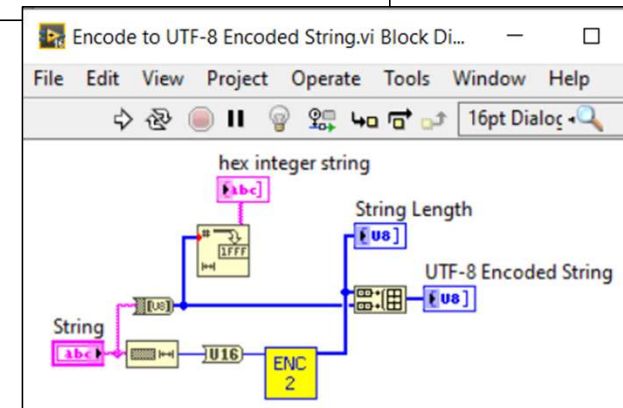 Encode to UTF-8 Encoded String.vi Block Di...
File Edit View Project Operate Tools Window Help
16pt Dialog
hex integer string
abc
String Length
U8
#
1FFF
UTF-8 Encoded String
U8
[U8]
String
abc
U16
ENC
2